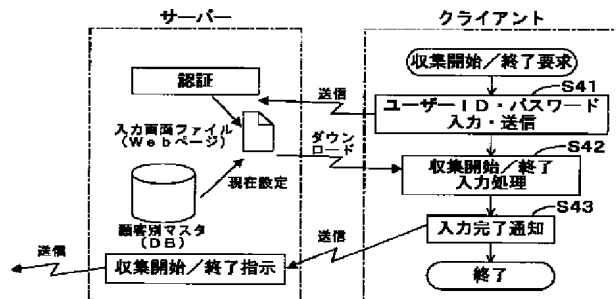 サーバー
クライアント
認証
送信
収集開始／終了要求
S41
ユーザーID・パスワード
入力・送信
入力画面ファイル
(Webページ)
ダウン
ロード
S42
収集開始／終了
入力処理
現在設定
顧客別マスタ
(DB)
S43
送信
入力完了通知
送信
収集開始／終了指示
終了